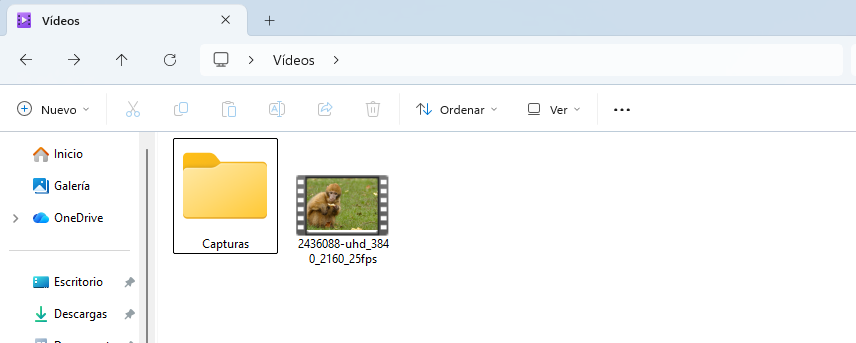 Vídeos
Vídeos
Nuevo
Ordenar
Ver
Inicio
Galería
OneDrive
Escritorio
Descargas
Capturas
2436088-uhd_384
0_2160_25fps